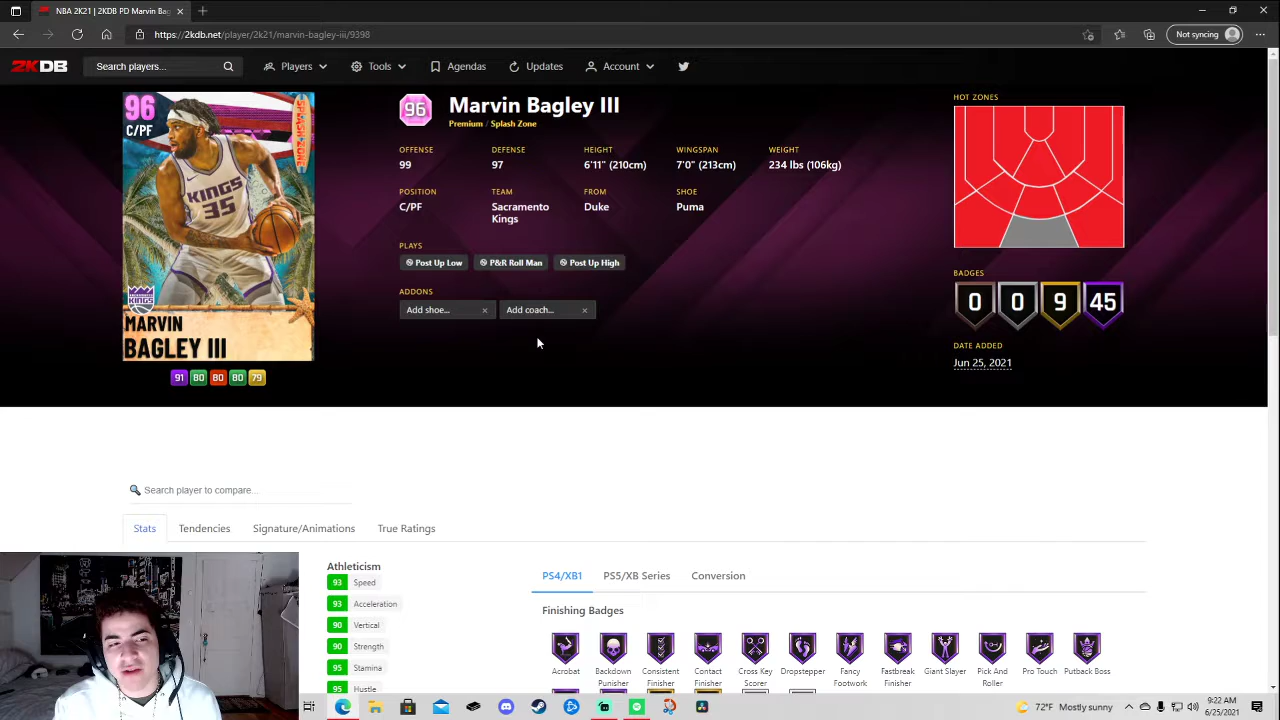 NBA 2K21 | 2KDB PD Marvin Bag
https://2kdb.net/player/2k21/marvin-bagley-iii/9398
Not syncing
2KDB
Search players...
Players
Tools
Agendas
Updates
Account
96
C/PF
SPLASH ZONE
KINGS
35
MARVIN
BAGLEY III
91 80 80 80 79
96
Marvin Bagley III
Premium / Splash Zone
OFFENSE DEFENSE HEIGHT WINGSPAN WEIGHT
99 97 6'11" (210cm) 7'0" (213cm) 234 lbs (106kg)
POSITION TEAM FROM SHOE
C/PF Sacramento Kings Duke Puma
PLAYS
Post Up Low P&R Roll Man Post Up High
ADDONS
Add shoe... × Add coach... ×
HOT ZONES
BADGES
0 0 9 45
DATE ADDED
Jun 25, 2021
Search player to compare...
Stats Tendencies Signature/Animations True Ratings
Athleticism
93 Speed
93 Acceleration
90 Vertical
90 Strength
95 Stamina
95 Hustle
PS4/XB1 PS5/XB Series Conversion
Finishing Badges
Acrobat
Backdown Punisher
Consistent Finisher
Contact Finisher
Cross Key Scorer
Dropstepper
Fancy Footwork
Fastbreak Finisher
Giant Slayer
Pick And Roller
Pro Touch
Putback Boss
72°F Mostly sunny
9:22 AM
6/25/2021